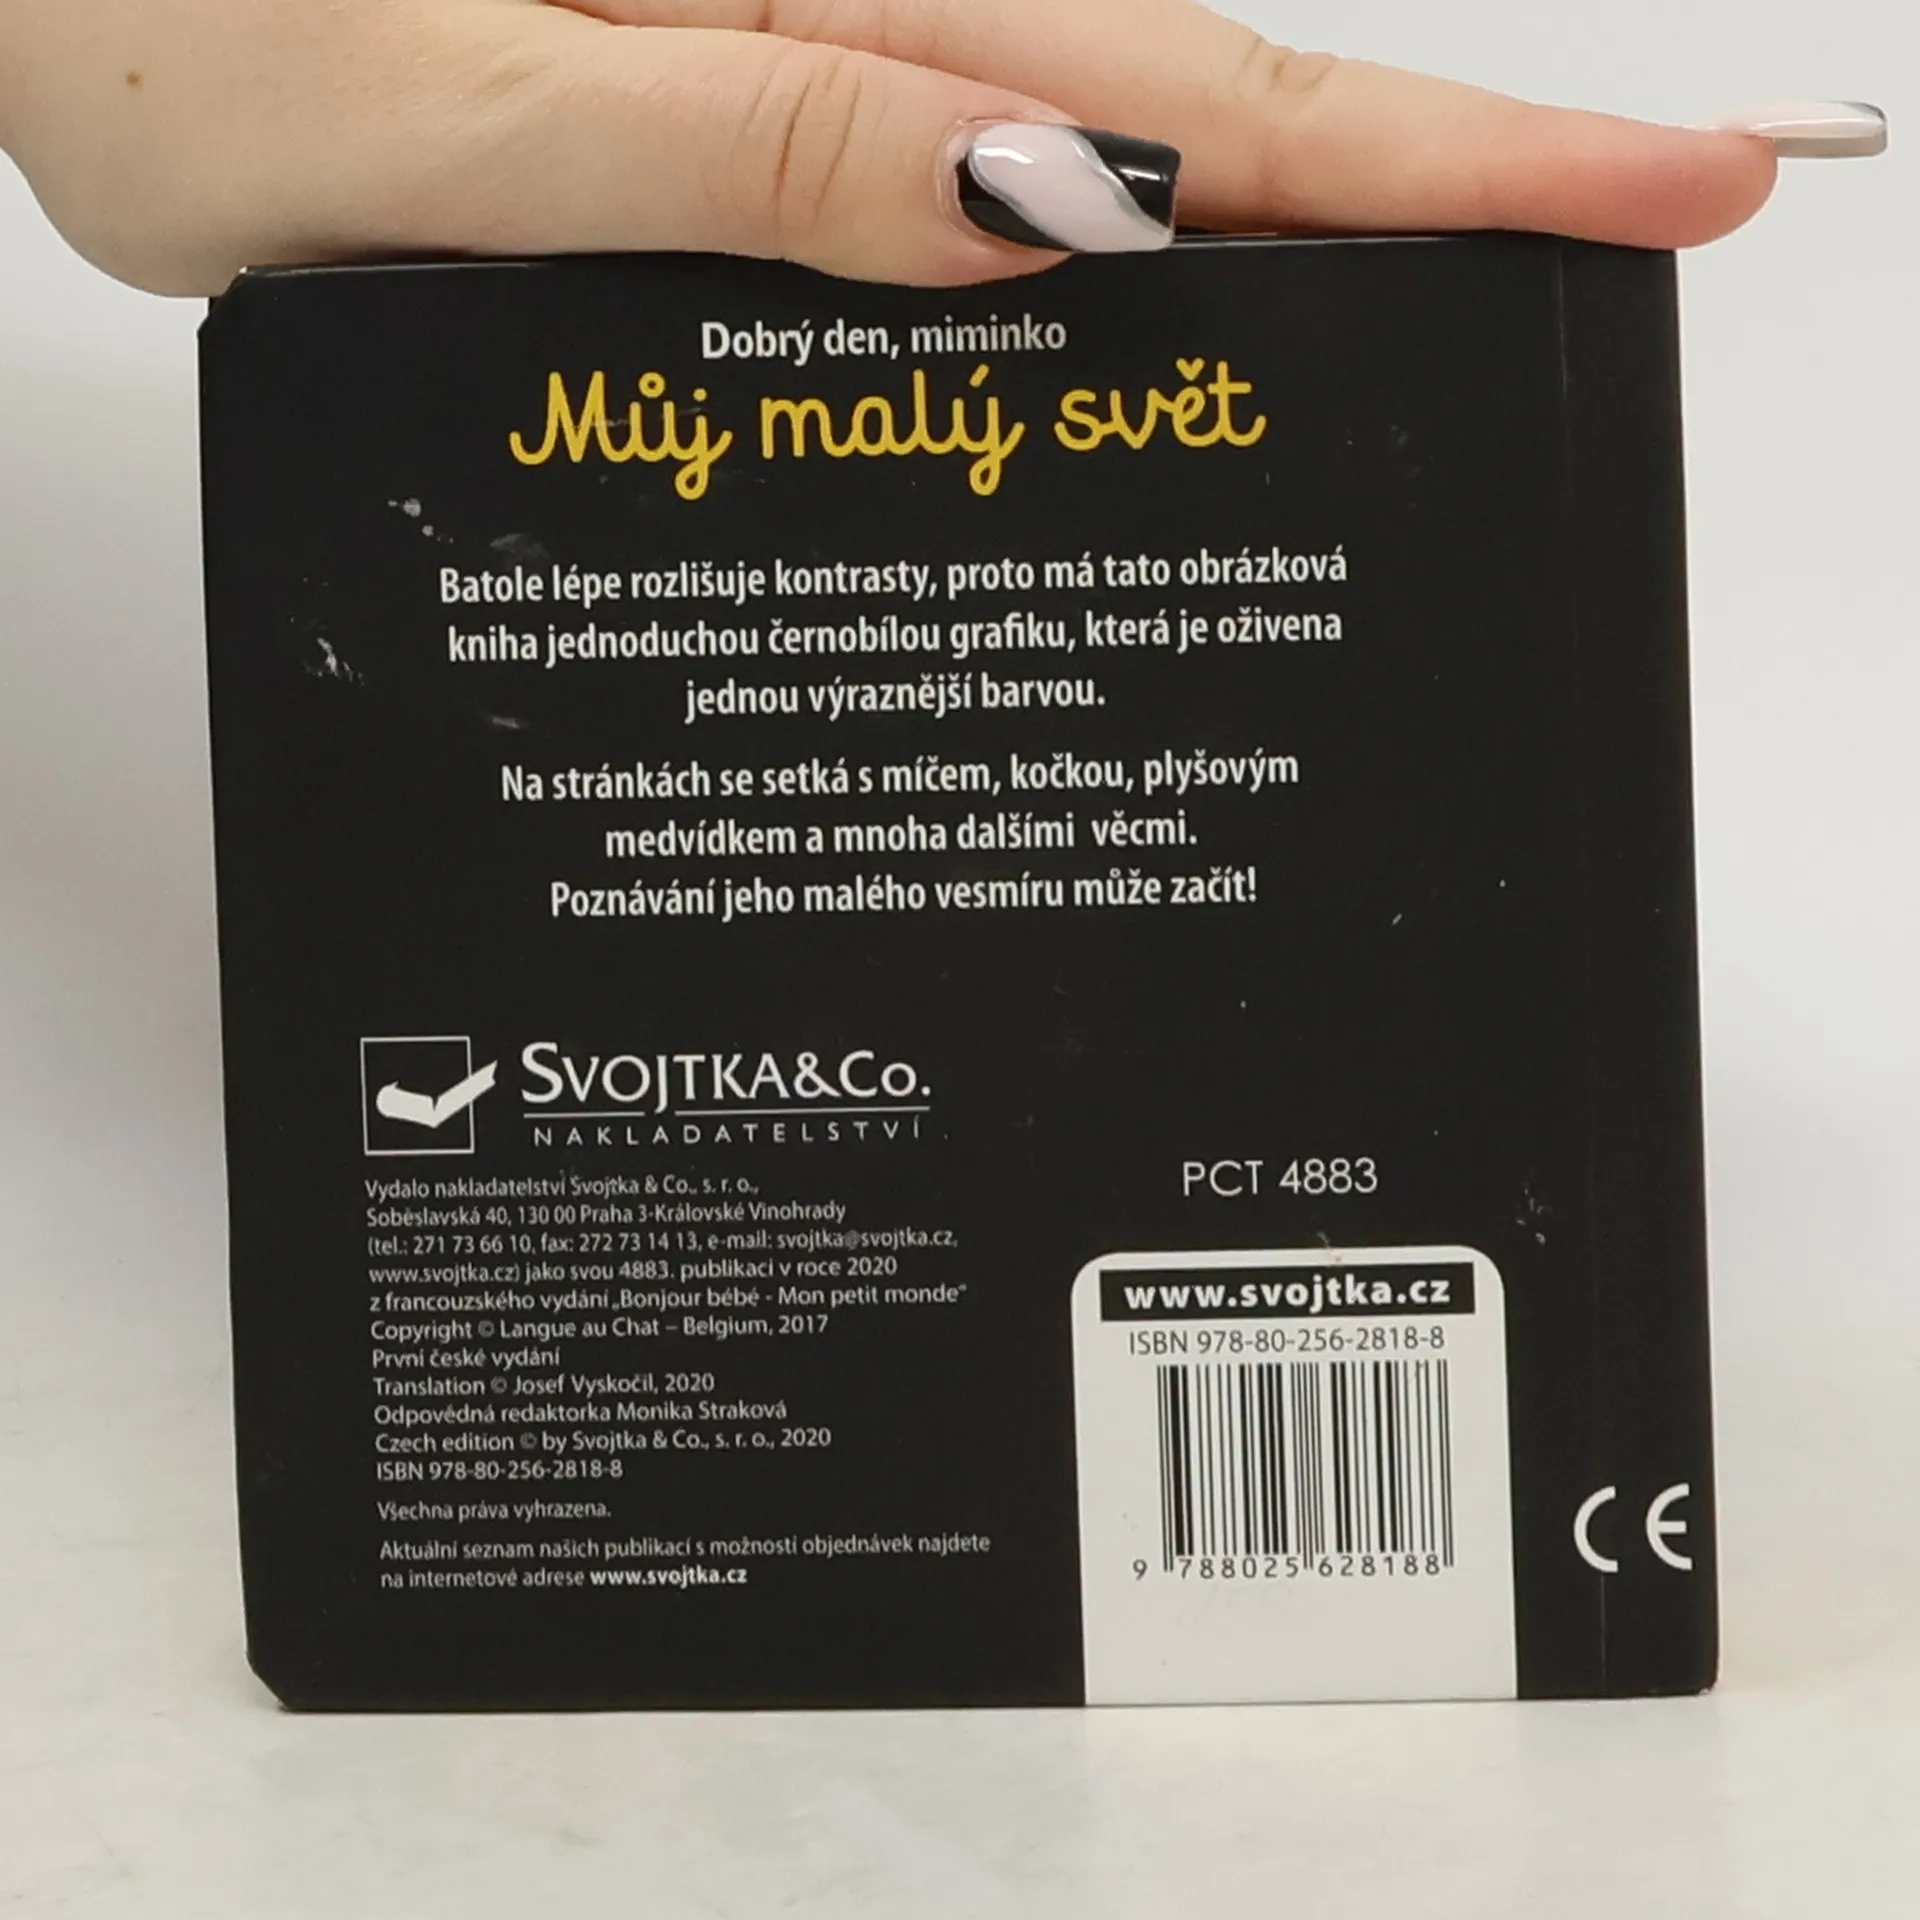 Dobrý den, miminko
Můj malý svět
Batole lépe rozlišuje kontrasty, proto má tato obrázková
kniha jednoduchou černobílou grafiku, která je oživena
jednou výraznější barvou.
Na stránkách se setká s míčem, kočkou, plyšovým
medvídkem a mnoha dalšími věcmi.
Poznávání jeho malého vesmíru může začít!
SVOJTKA&CO.
NAKLADATELSTVÍ
Vydalo nakladatelství Svojtka & Co., s. r. o.,
Soběslavská 40, 130 00 Praha 3-Královské Vinohrady
(tel.: 271 73 66 10, fax: 272 73 14 13, e-mail: svojtka@svojtka.cz,
www.svojtka.cz) jako svou 4883. publikaci v roce 2020
z francouzského vydání „Bonjour bébé - Mon petit monde“
Copyright © Langue au Chat – Belgium, 2017
První české vydání
Translation © Josef Vyskočil, 2020
Odpovědná redaktorka Monika Straková
Czech edition © by Svojtka & Co., s. r. o., 2020
ISBN 978-80-256-2818-8
Všechna práva vyhrazena.
Aktuální seznam našich publikací s možností objednávek najdete
na internetové adrese www.svojtka.cz
PCT 4883
www.svojtka.cz
ISBN 978-80-256-2818-8
9 788025 628188
CE